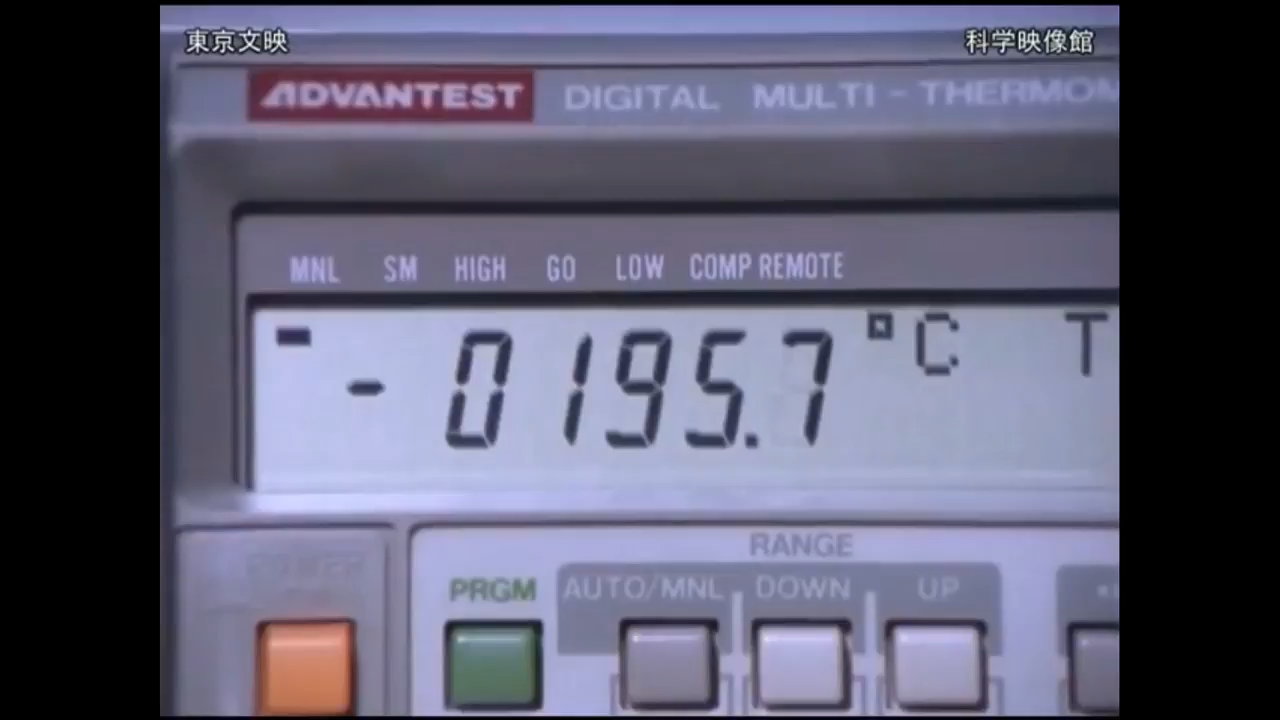 東京文映 科学映像館
ADVANTEST DIGITAL MULTI-THERMOM
MNL SM HIGH GO LOW COMP REMOTE
-0195.7 °C T
RANGE
POWER PRGM AUTO/MNL DOWN UP